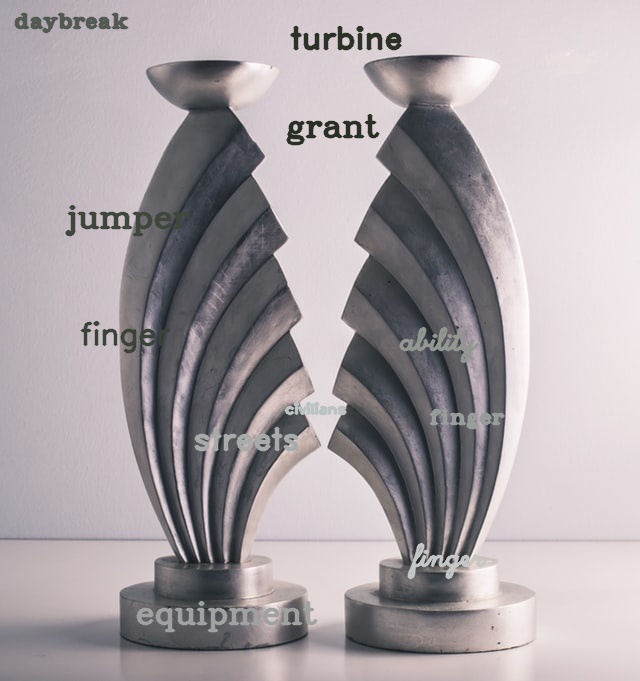 daybreak
turbine
grant
jumper
finger
ability
civilians
finger
streets
finger
equipment